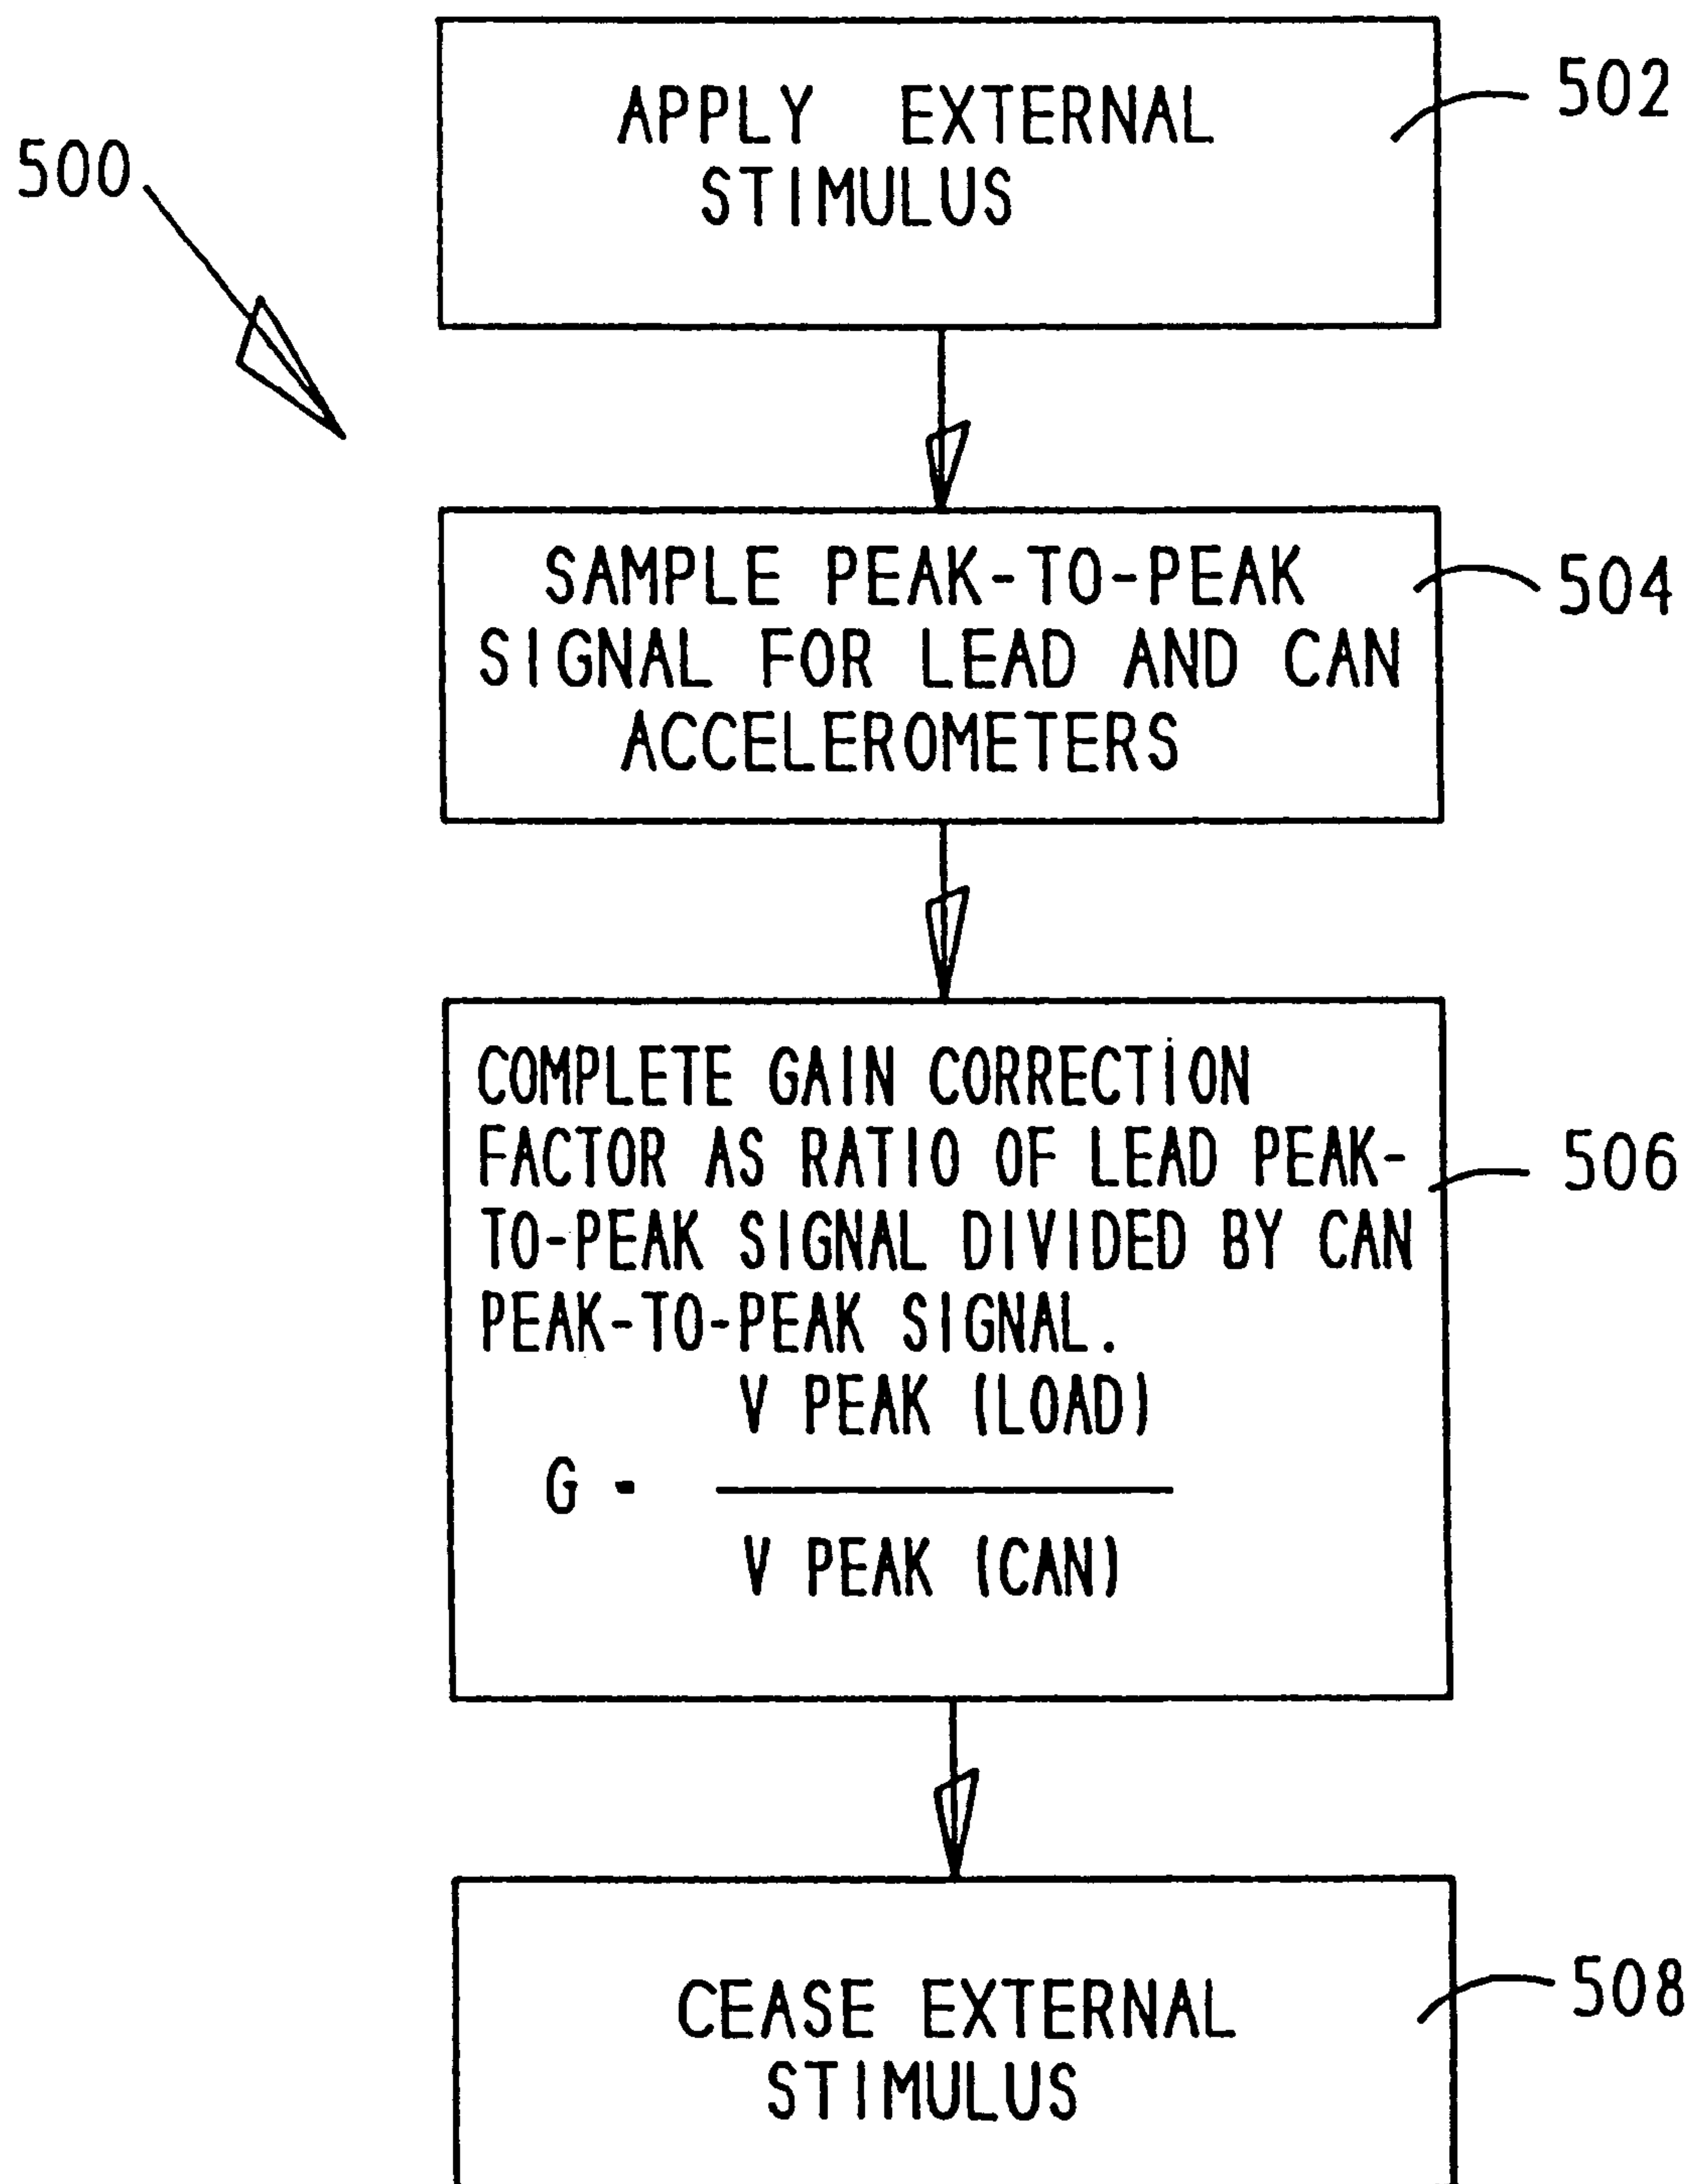 500
APPLY EXTERNAL
STIMULUS
502
SAMPLE PEAK-TO-PEAK
SIGNAL FOR LEAD AND CAN
ACCELEROMETERS
504
COMPLETE GAIN CORRECTION
FACTOR AS RATIO OF LEAD PEAK-
TO-PEAK SIGNAL DIVIDED BY CAN
PEAK-TO-PEAK SIGNAL.
V PEAK (LOAD)
G -
V PEAK (CAN)
506
CEASE EXTERNAL
STIMULUS
508